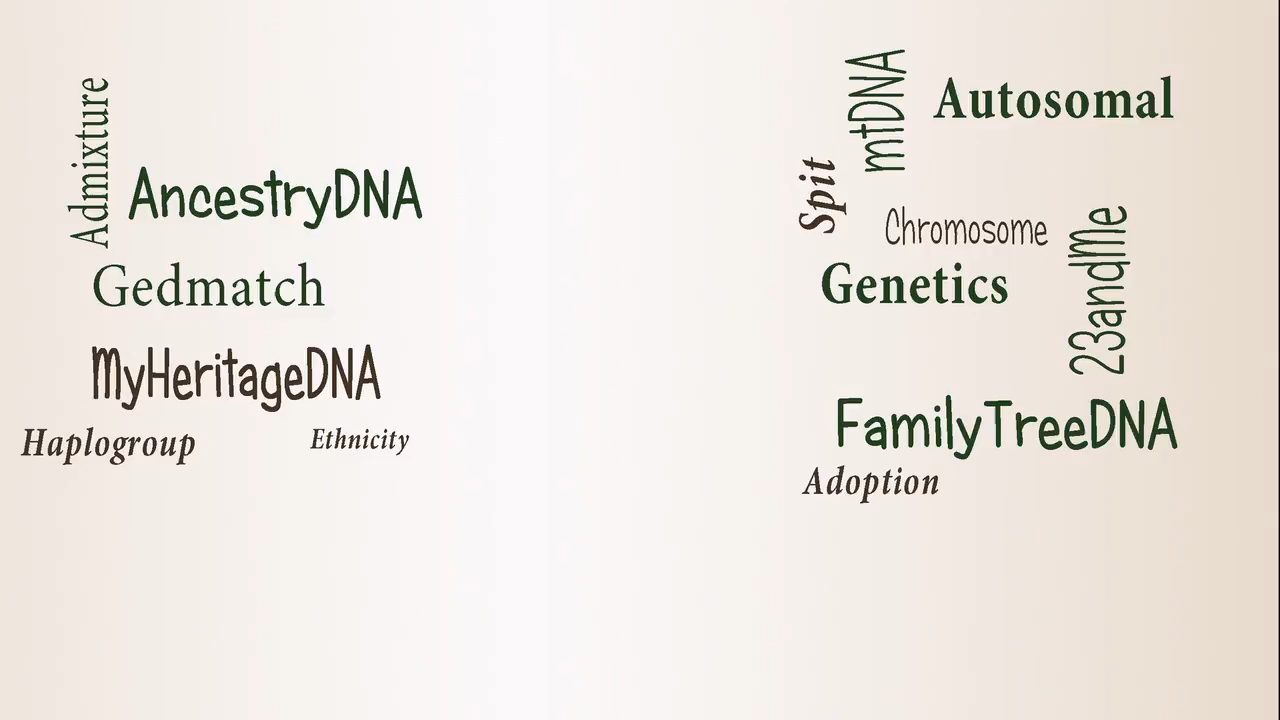 Admixture
AncestryDNA
Gedmatch
MyHeritageDNA
Haplogroup
Ethnicity
mtDNA
Autosomal
Spit
Chromosome
Genetics
23andMe
FamilyTreeDNA
Adoption